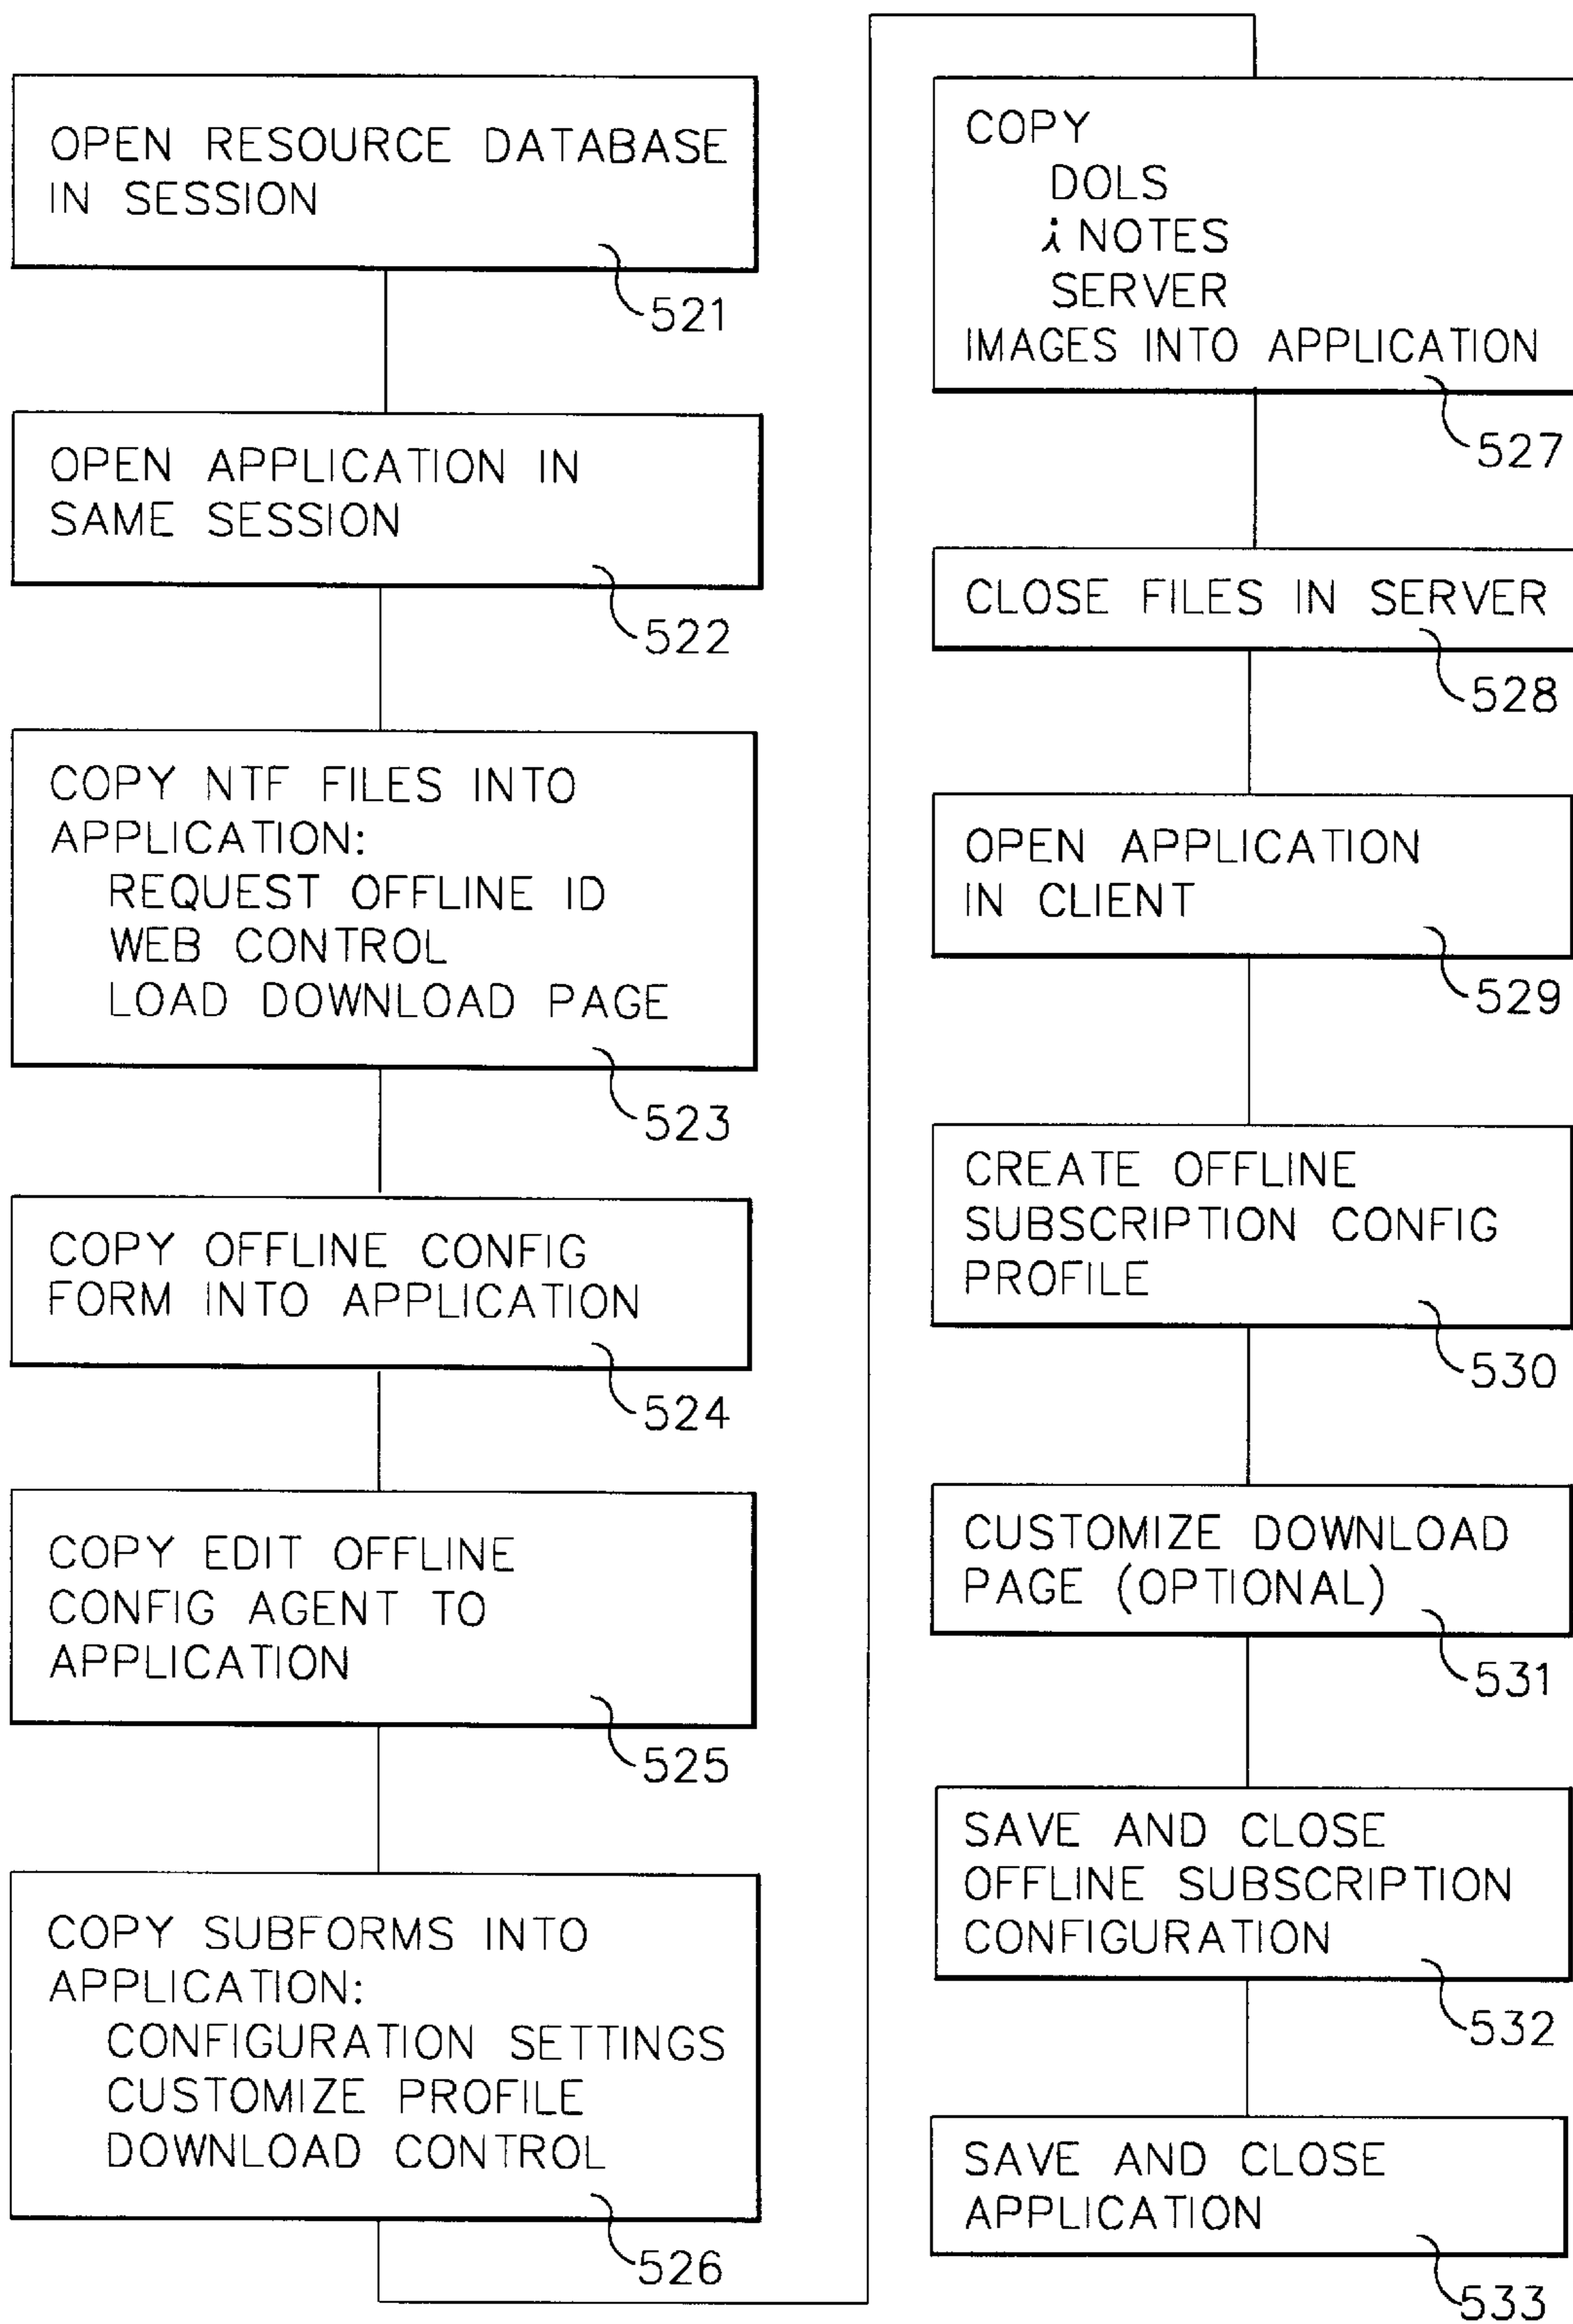 OPEN RESOURCE DATABASE
IN SESSION
521
OPEN APPLICATION IN
SAME SESSION
522
COPY NTF FILES INTO
APPLICATION:
REQUEST OFFLINE ID
WEB CONTROL
LOAD DOWNLOAD PAGE
523
COPY OFFLINE CONFIG
FORM INTO APPLICATION
524
COPY EDIT OFFLINE
CONFIG AGENT TO
APPLICATION
525
COPY SUBFORMS INTO
APPLICATION:
CONFIGURATION SETTINGS
CUSTOMIZE PROFILE
DOWNLOAD CONTROL
526
COPY
DOLS
i NOTES
SERVER
IMAGES INTO APPLICATION
527
CLOSE FILES IN SERVER
528
OPEN APPLICATION
IN CLIENT
529
CREATE OFFLINE
SUBSCRIPTION CONFIG
PROFILE
530
CUSTOMIZE DOWNLOAD
PAGE (OPTIONAL)
531
SAVE AND CLOSE
OFFLINE SUBSCRIPTION
CONFIGURATION
532
SAVE AND CLOSE
APPLICATION
533